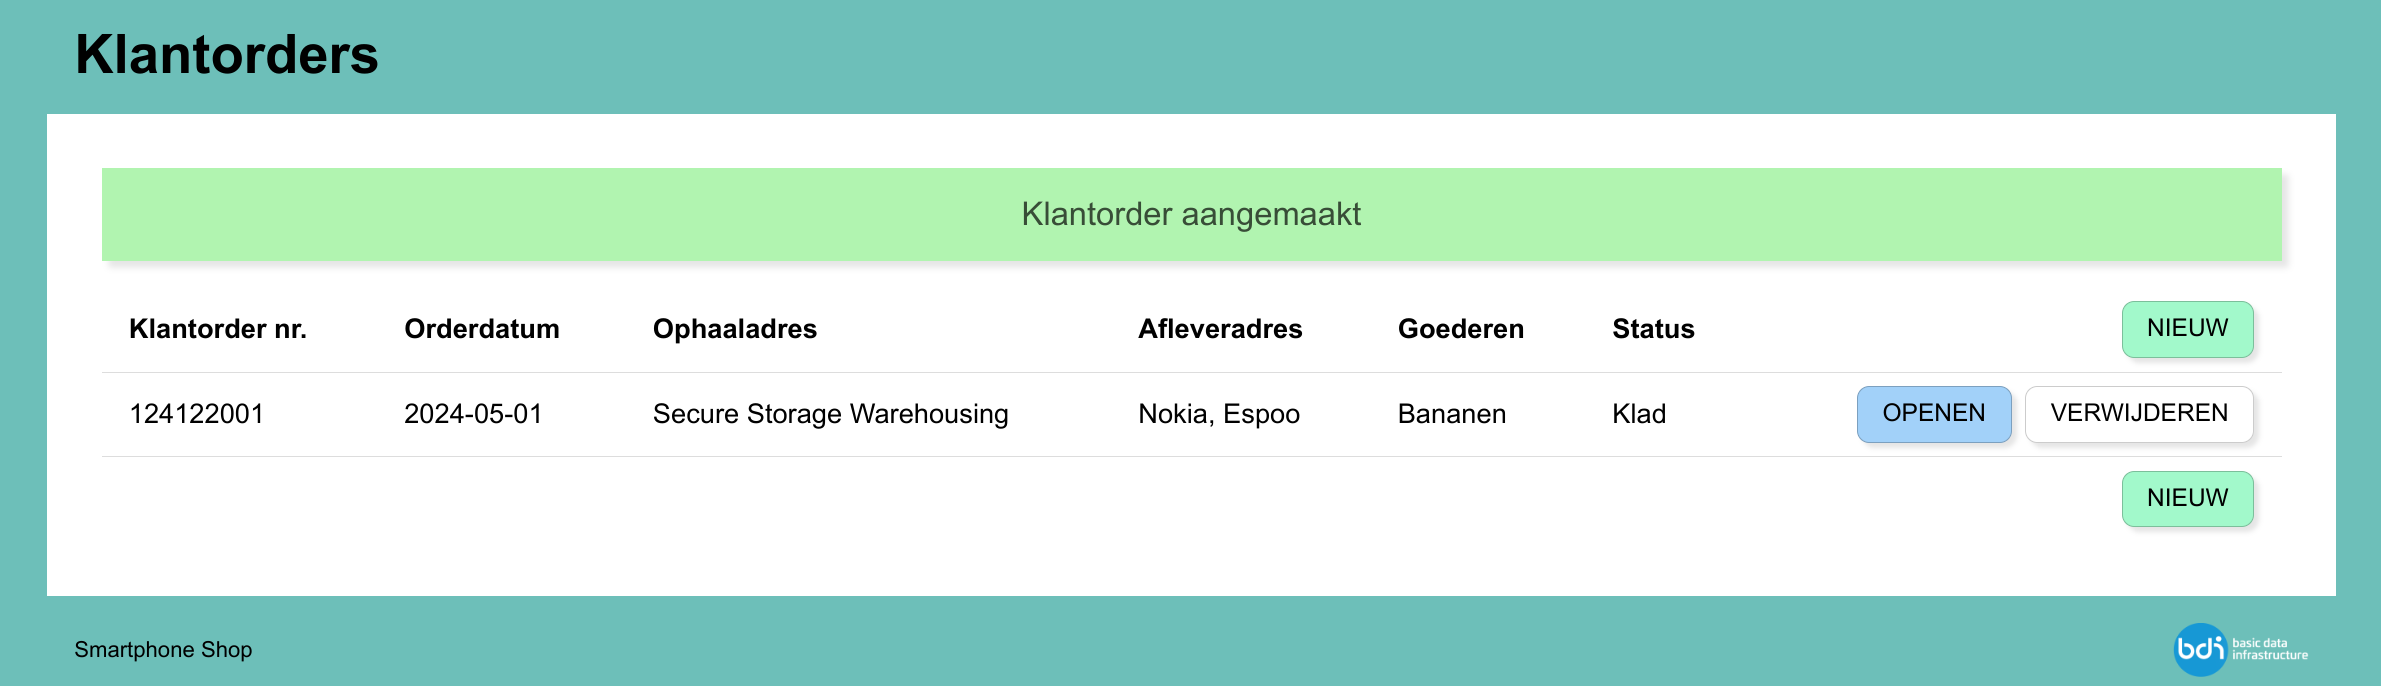 Klantorders
Klantorder aangemaakt
Klantorder nr. Orderdatum Ophaaladres Afleveradres Goederen Status NIEUW
124122001 2024-05-01 Secure Storage Warehousing Nokia, Espoo Bananen Klad OPENEN VERWIJDEREN
NIEUW
Smartphone Shop
bdi basic data
infrastructure